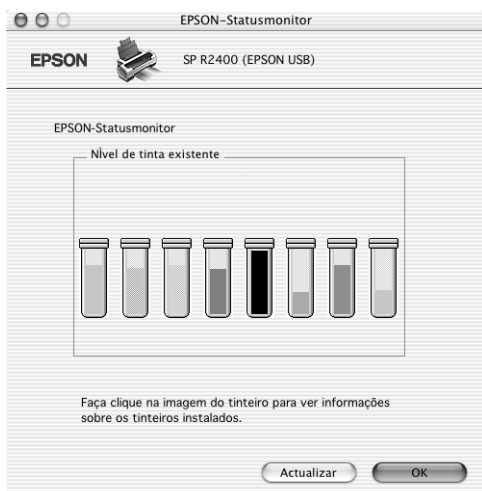 EPSON-Statusmonitor
EPSON
SP R2400 (EPSON USB)
EPSON-Statusmonitor
NÌvel de tinta existente
Faça clique na imagem do tinteiro para ver informações
sobre os tinteiros instalados.
Actualizar
OK